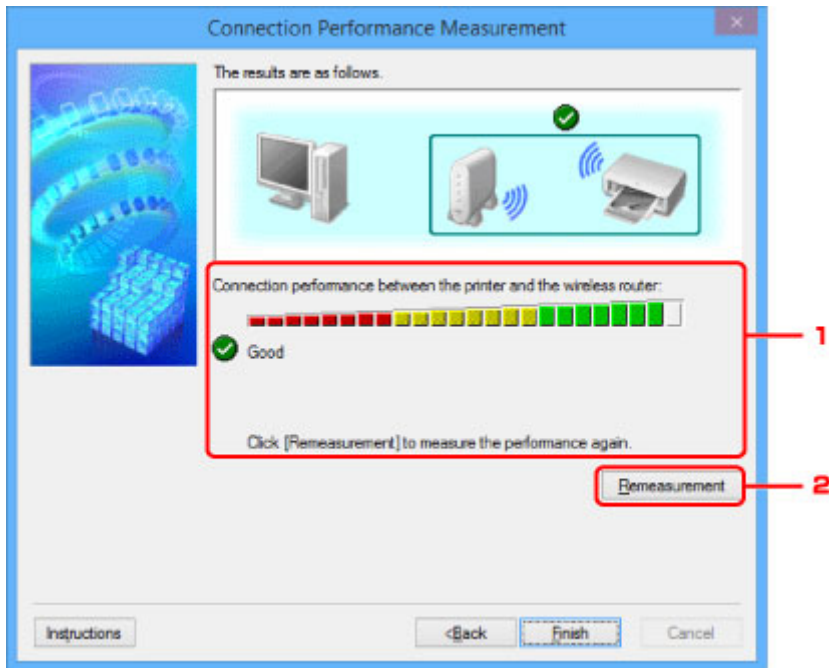 Connection Performance Measurement
The results are as follows.
Connection performance between the printer and the wireless router:
Good
Click [Remeasurement] to measure the performance again.
1
Remeasurement
2
Instructions
<Back
Finish
Cancel